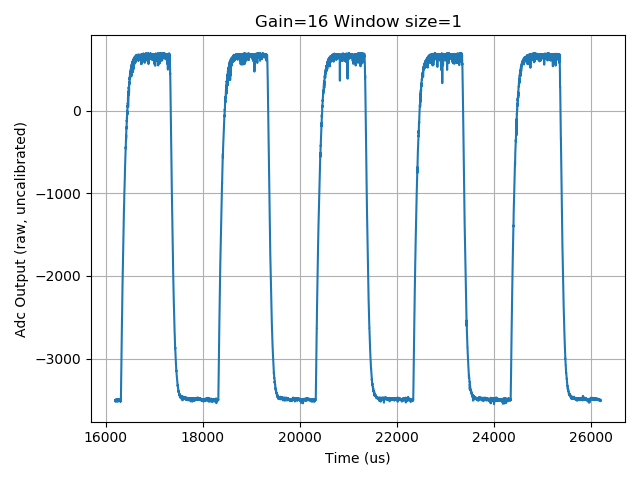 Gain=16 Window size=1
Adc Output (raw, uncalibrated)
0
−1000
−2000
−3000
16000 18000 20000 22000 24000 26000
Time (us)